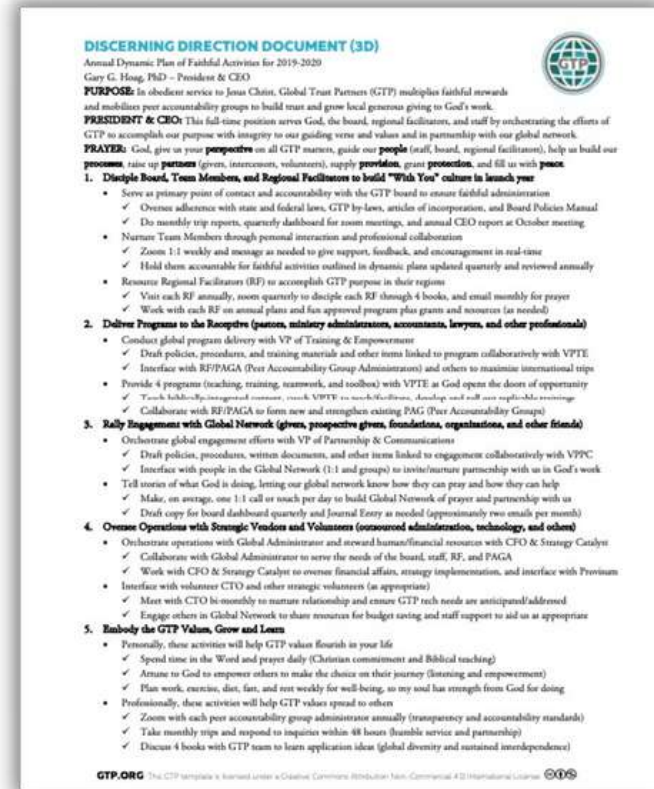 DISCERNING DIRECTION DOCUMENT (3D)
GTP
Annual Dynamic Plan of Faithful Activities for 2019-2020
Gary G. Hoag, PhD – President & CEO
PURPOSE: In obedient service to Jesus Christ, Global Trust Partners (GTP) multiplies faithful stewards
and mobilizes peer accountability groups to build trust and grow local generous giving to God's work.
PRESIDENT & CEO: This full-time position serves God, the board, regional facilitators, and staff by orchestrating the efforts of
GTP to accomplish our purpose with integrity to our guiding verse and values and in partnership with our global network.
PRAYER: God, give us your perspective on all GTP matters, guide our people (staff, board, regional facilitators), help us build our
processes, raise up partners (givers, intercessors, volunteers), supply provision, grant protection, and fill us with peace.
1. Disciple Board, Team Members, and Regional Facilitators to build "With You" culture in launch year
• Serve as primary point of contact and accountability with the GTP board to ensure faithful administration
✓ Oversee adherence with state and federal laws, GTP by-laws, articles of incorporation, and Board Policies Manual
✓ Do monthly trip reports, quarterly dashboard for zoom meetings, and annual CEO report at October meeting
• Nurture Team Members through personal interaction and professional collaboration
✓ Zoom 1:1 weekly and message as needed to give support, feedback, and encouragement in real-time
✓ Hold them accountable for faithful activities outlined in dynamic plans updated quarterly and reviewed annually
• Resource Regional Facilitators (RF) to accomplish GTP purpose in their regions
✓ Visit each RF annually, zoom quarterly to disciple each RF through 4 books, and email monthly for prayer
✓ Work with each RF on annual plans and fun approved program plus grants and resources (as needed)
2. Deliver Programs to the Receptive (pastors, ministry administrators, accountants, lawyers, and other professionals)
• Conduct global program delivery with VP of Training & Empowerment
✓ Draft policies, procedures, and training materials and other items linked to program collaboratively with VPTE
✓ Interface with RF/PAGA (Peer Accountability Group Administrators) and others to maximize international trips
• Provide 4 programs (teaching, training, teamwork, and toolbox) with VPTE as God opens the doors of opportunity
✓ Teach biblically-integrated content, coach VPTE to teach/facilitate, develop and roll out replicable trainings
✓ Collaborate with RF/PAGA to form new and strengthen existing PAG (Peer Accountability Groups)
3. Rally Engagement with Global Network (givers, prospective givers, foundations, organizations, and other friends)
• Orchestrate global engagement efforts with VP of Partnership & Communications
✓ Draft policies, procedures, written documents, and other items linked to engagement collaboratively with VPPC
✓ Interface with people in the Global Network (1:1 and groups) to invite/nurture partnership with us in God's work
• Tell stories of what God is doing, letting our global network know how they can pray and how they can help
✓ Make, on average, one 1:1 call or touch per day to build Global Network of prayer and partnership with us
✓ Draft copy for board dashboard quarterly and Journal Entry as needed (approximately two emails per month)
4. Oversee Operations with Strategic Vendors and Volunteers (outsourced administration, technology, and others)
• Orchestrate operations with Global Administrator and steward human/financial resources with CFO & Strategy Catalyst
✓ Collaborate with Global Administrator to serve the needs of the board, staff, RF, and PAGA
✓ Work with CFO & Strategy Catalyst to oversee financial affairs, strategy implementation, and interface with Provisum
• Interface with volunteer CTO and other strategic volunteers (as appropriate)
✓ Meet with CTO bi-monthly to nurture relationship and ensure GTP tech needs are anticipated/addressed
✓ Engage others in Global Network to share resources for budget saving and staff support to aid us as appropriate
5. Embody the GTP Values, Grow and Learn
• Personally, these activities will help GTP values flourish in your life
✓ Spend time in the Word and prayer daily (Christian commitment and Biblical teaching)
✓ Attune to God to empower others to make the choice on their journey (listening and empowerment)
✓ Plan work, exercise, diet, fast, and rest weekly for well-being, so my soul has strength from God for doing
• Professionally, these activities will help GTP values spread to others
✓ Zoom with each peer accountability group administrator annually (transparency and accountability standards)
✓ Take monthly trips and respond to inquiries within 48 hours (humble service and partnership)
✓ Discuss 4 books with GTP team to learn application ideas (global diversity and sustained interdependence)
GTP.ORG This GTP template is licensed under a Creative Commons Attribution Non-Commercial 4.0 International License